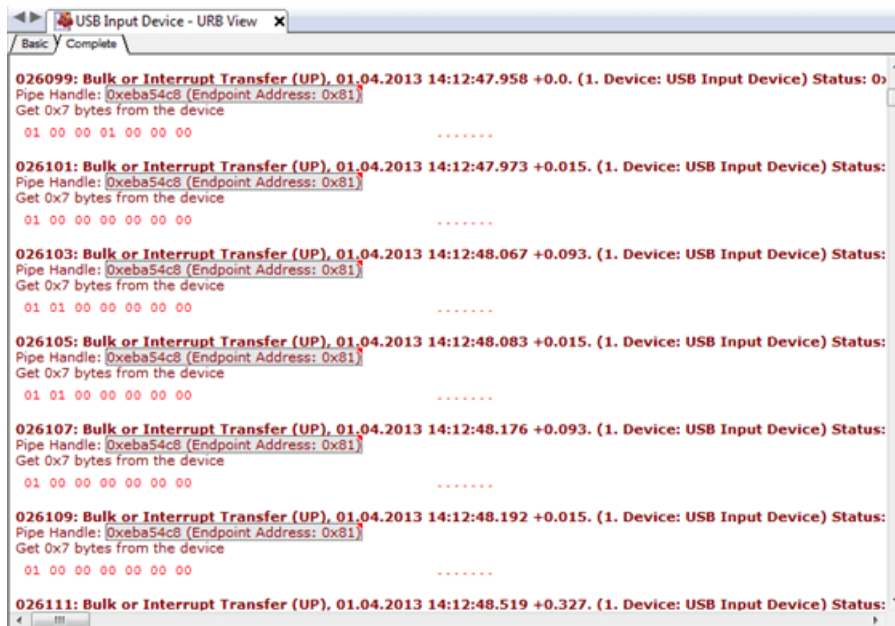 USB Input Device - URB View
Basic Complete
026099: Bulk or Interrupt Transfer (UP), 01.04.2013 14:12:47.958 +0.0. (1. Device: USB Input Device) Status: 0x
Pipe Handle: 0xeba54c8 (Endpoint Address: 0x81)
Get 0x7 bytes from the device
01 00 00 01 00 00 00 .......
026101: Bulk or Interrupt Transfer (UP), 01.04.2013 14:12:47.973 +0.015. (1. Device: USB Input Device) Status:
Pipe Handle: 0xeba54c8 (Endpoint Address: 0x81)
Get 0x7 bytes from the device
01 00 00 00 00 00 00 .......
026103: Bulk or Interrupt Transfer (UP), 01.04.2013 14:12:48.067 +0.093. (1. Device: USB Input Device) Status:
Pipe Handle: 0xeba54c8 (Endpoint Address: 0x81)
Get 0x7 bytes from the device
01 01 00 00 00 00 00 .......
026105: Bulk or Interrupt Transfer (UP), 01.04.2013 14:12:48.083 +0.015. (1. Device: USB Input Device) Status:
Pipe Handle: 0xeba54c8 (Endpoint Address: 0x81)
Get 0x7 bytes from the device
01 01 00 00 00 00 00 .......
026107: Bulk or Interrupt Transfer (UP), 01.04.2013 14:12:48.176 +0.093. (1. Device: USB Input Device) Status:
Pipe Handle: 0xeba54c8 (Endpoint Address: 0x81)
Get 0x7 bytes from the device
01 00 00 00 00 00 00 .......
026109: Bulk or Interrupt Transfer (UP), 01.04.2013 14:12:48.192 +0.015. (1. Device: USB Input Device) Status:
Pipe Handle: 0xeba54c8 (Endpoint Address: 0x81)
Get 0x7 bytes from the device
01 00 00 00 00 00 00 .......
026111: Bulk or Interrupt Transfer (UP), 01.04.2013 14:12:48.519 +0.327. (1. Device: USB Input Device) Status: